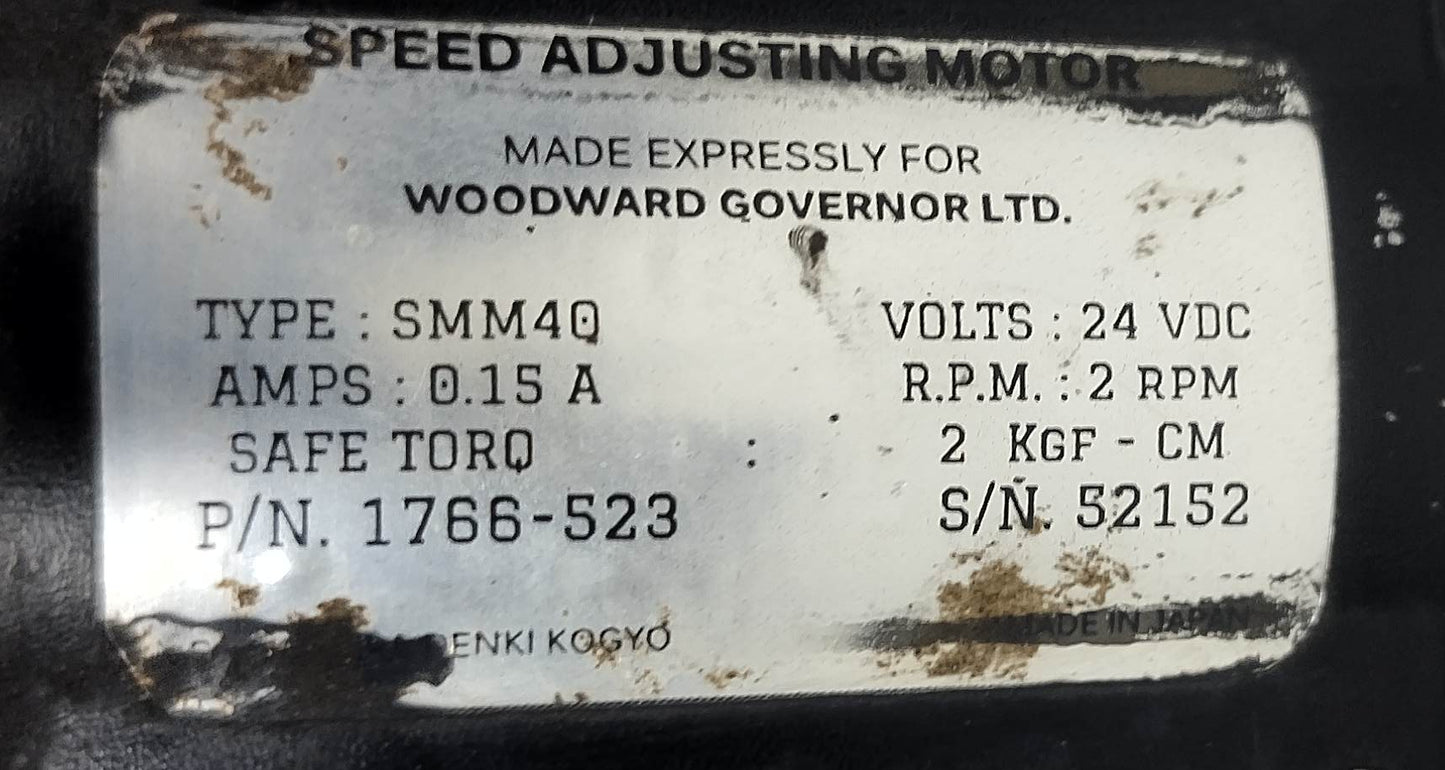 SPEED ADJUSTING MOTOR
MADE EXPRESSLY FOR
WOODWARD GOVERNOR LTD.
TYPE : SMM4Q VOLTS : 24 VDC
AMPS : 0.15 A R.P.M. : 2 RPM
SAFE TORQ : 2 KGF - CM
P/N. 1766-523 S/N. 52152
DENKI KOGYO MADE IN JAPAN